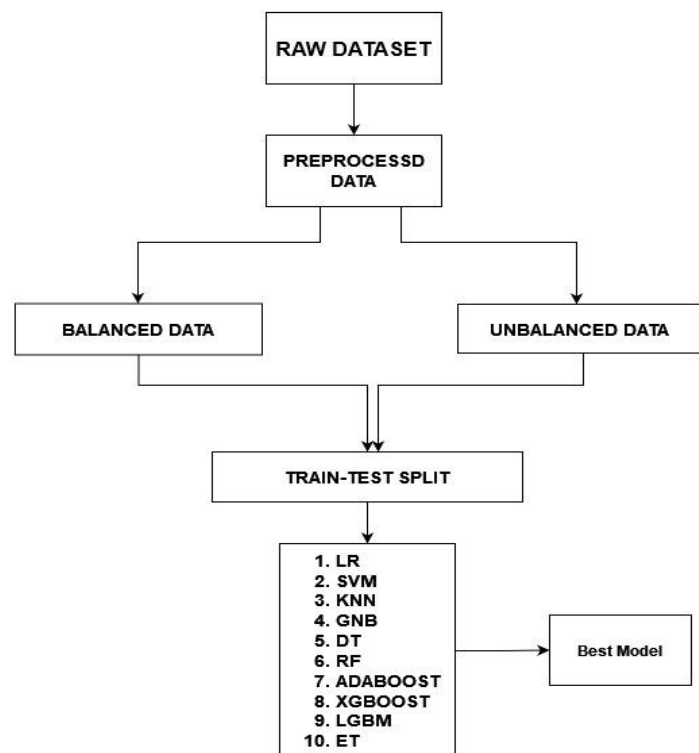 RAW DATASET
PREPROCESSD
DATA
BALANCED DATA
UNBALANCED DATA
TRAIN-TEST SPLIT
1. LR
2. SVM
3. KNN
4. GNB
5. DT
6. RF
7. ADABOOST
8. XGBOOST
9. LGBM
10. ET
Best Model